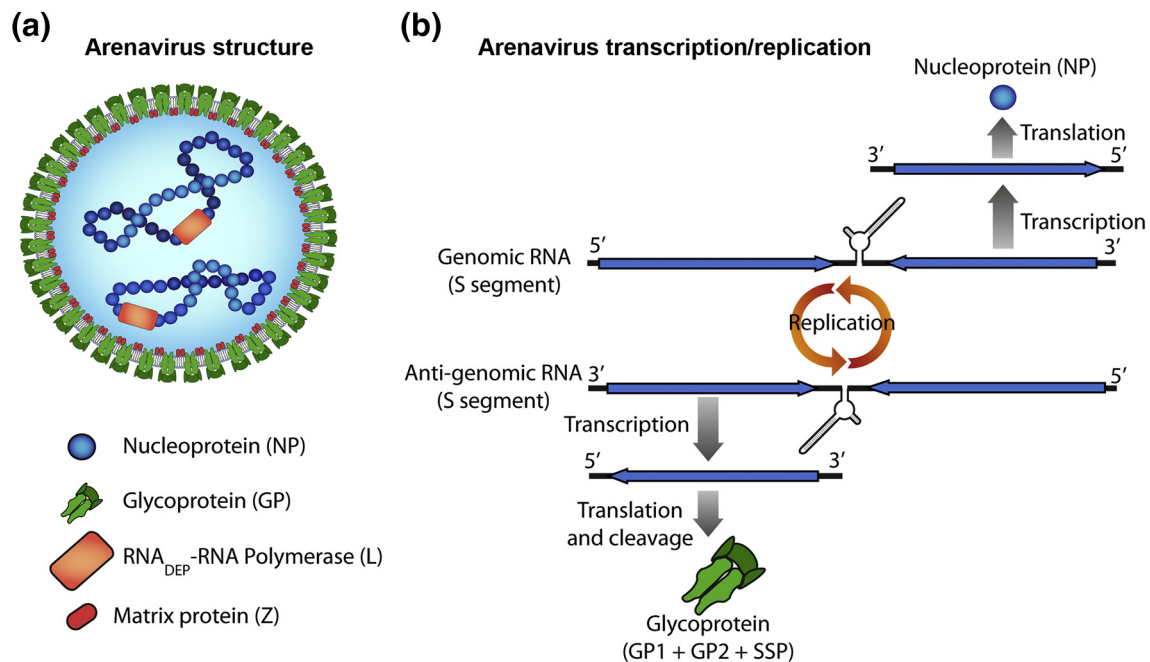 (a)
Arenavirus structure
Nucleoprotein (NP)
Glycoprotein (GP)
RNA_DEP-RNA Polymerase (L)
Matrix protein (Z)
(b)
Arenavirus transcription/replication
Nucleoprotein (NP)
Translation
3′ 5′
Transcription
5′ 3′
Genomic RNA
(S segment)
Replication
Anti-genomic RNA
(S segment)
3′ 5′
Transcription
5′ 3′
Translation
and cleavage
Glycoprotein
(GP1 + GP2 + SSP)